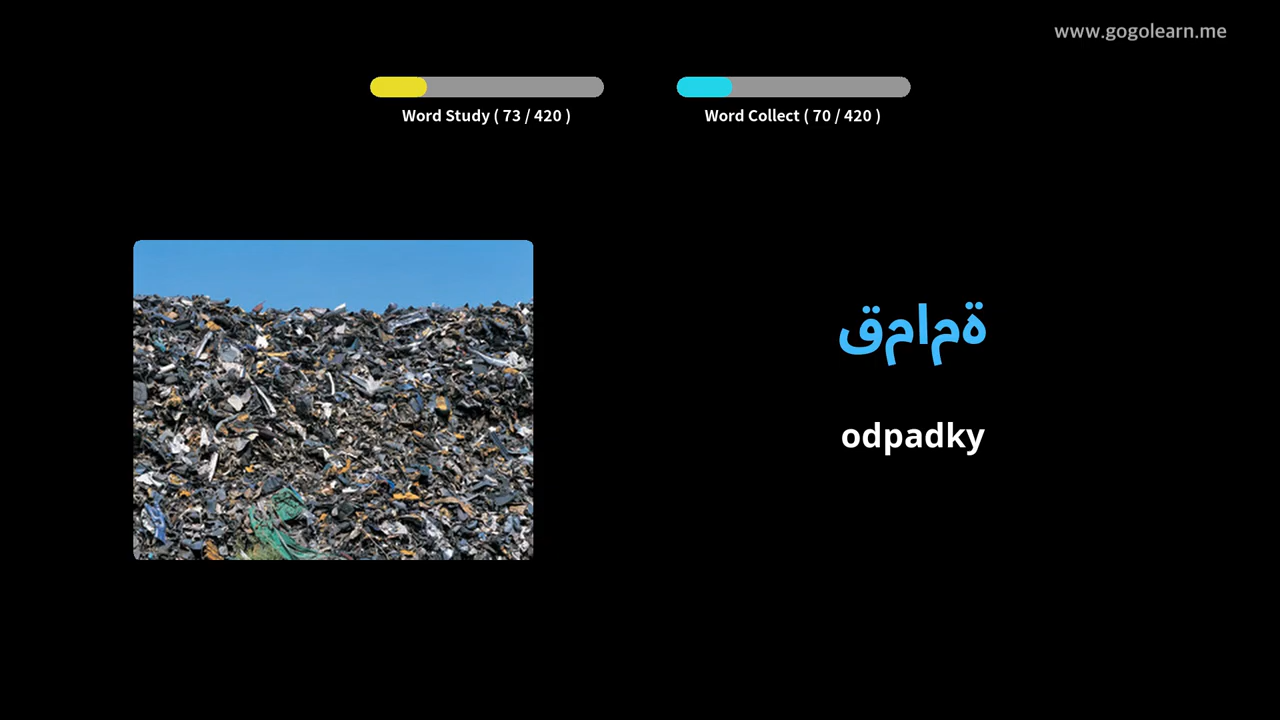 www.gogolearn.me
Word Study ( 73 / 420 )
Word Collect ( 70 / 420 )
قمامة
odpadky